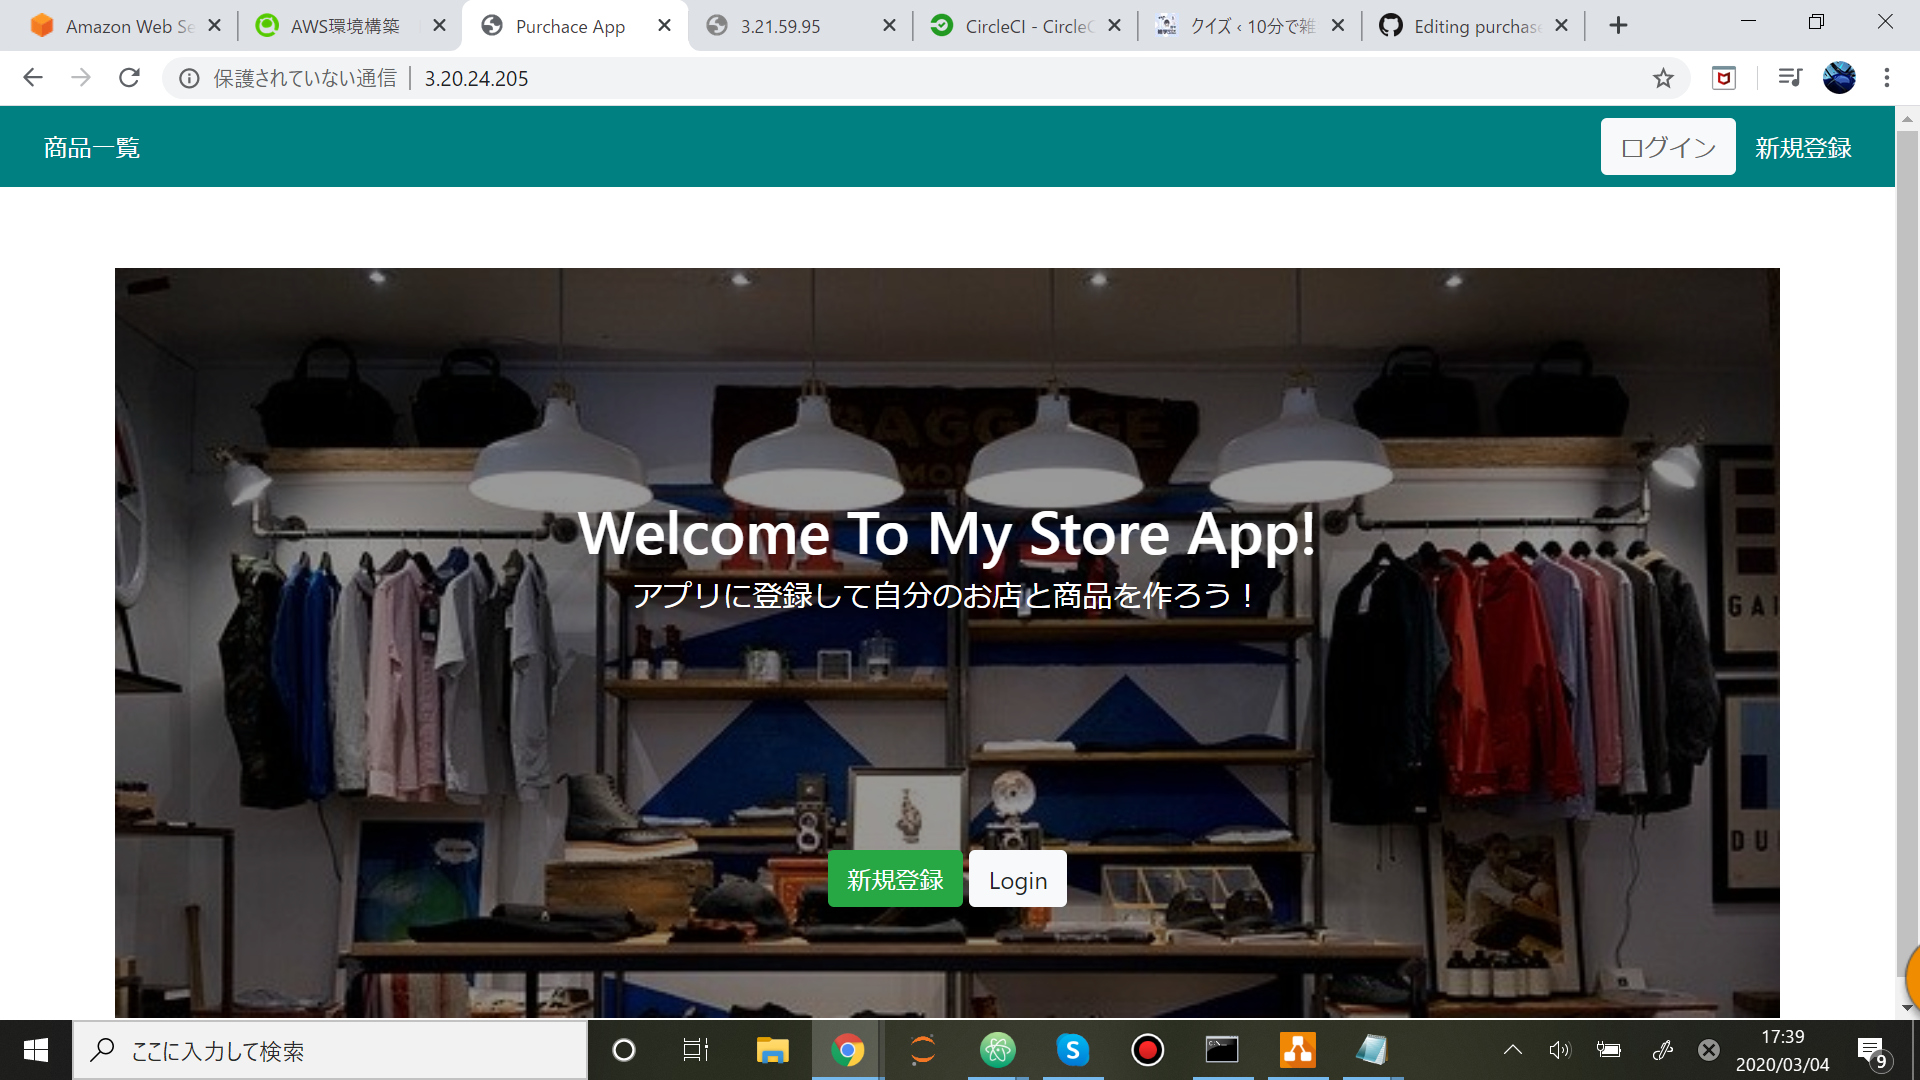 Amazon Web Se
AWS環境構築
Purchace App
3.21.59.95
CircleCI - CircleC
クイズ ‹ 10分で雑
Editing purchase
保護されていない通信
3.20.24.205
商品一覧
ログイン
新規登録
Welcome To My Store App!
アプリに登録して自分のお店と商品を作ろう！
新規登録
Login
ここに入力して検索
17:39
2020/03/04
9